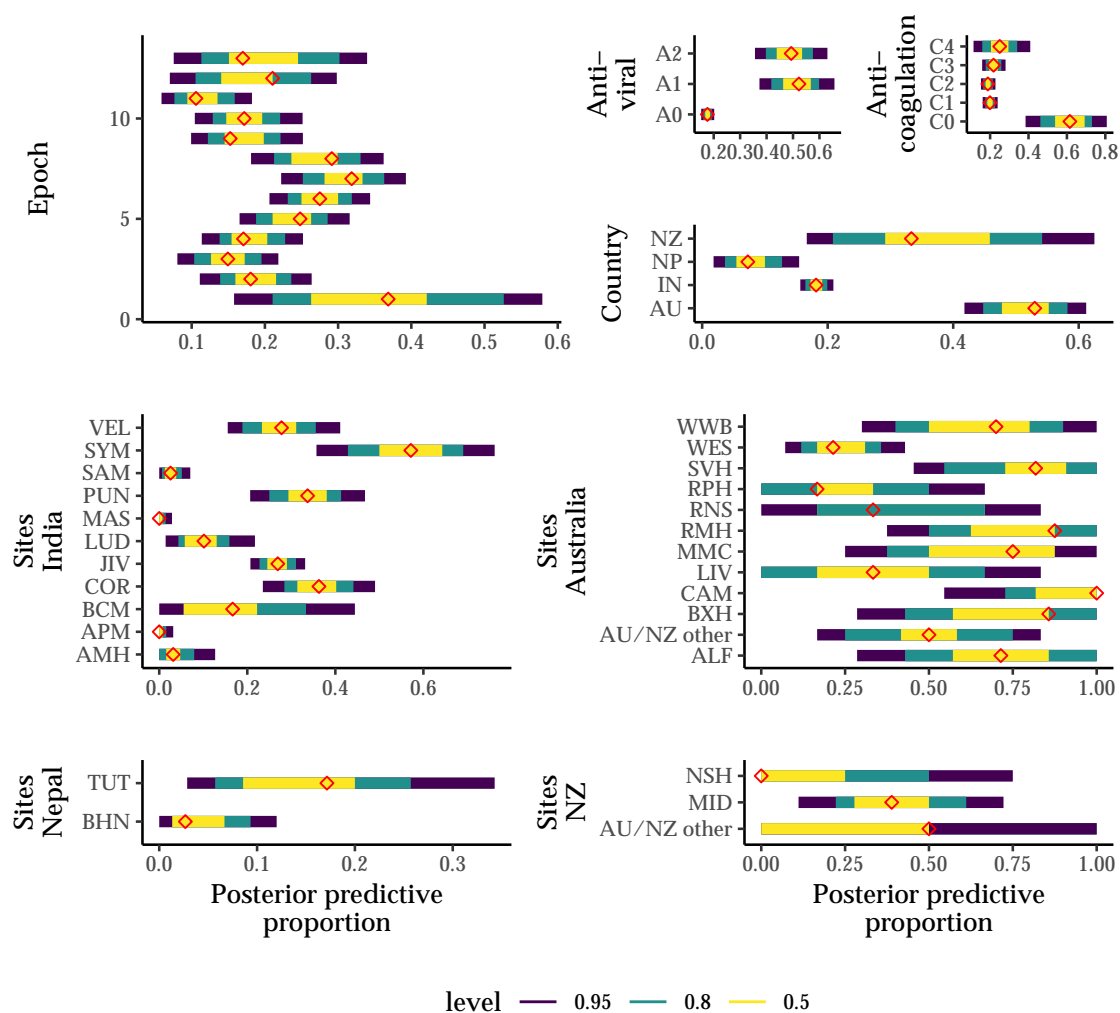 Epoch
10
5
0
0.1 0.2 0.3 0.4 0.5 0.6
Anti−
viral
A2
A1
A0
0.20.30.40.50.6
Anti−
coagulation
C4
C3
C2
C1
C0
0.2 0.4 0.6 0.8
Country
NZ
NP
IN
AU
0.0 0.2 0.4 0.6
Sites
India
VEL
SYM
SAM
PUN
MAS
LUD
JIV
COR
BCM
APM
AMH
0.0 0.2 0.4 0.6
Sites
Australia
WWB
WES
SVH
RPH
RNS
RMH
MMC
LIV
CAM
BXH
AU/NZ other
ALF
0.00 0.25 0.50 0.75 1.00
Sites
Nepal
TUT
BHN
0.0 0.1 0.2 0.3
Posterior predictive
proportion
Sites
NZ
NSH
MID
AU/NZ other
0.00 0.25 0.50 0.75 1.00
Posterior predictive
proportion
level 0.95 0.8 0.5